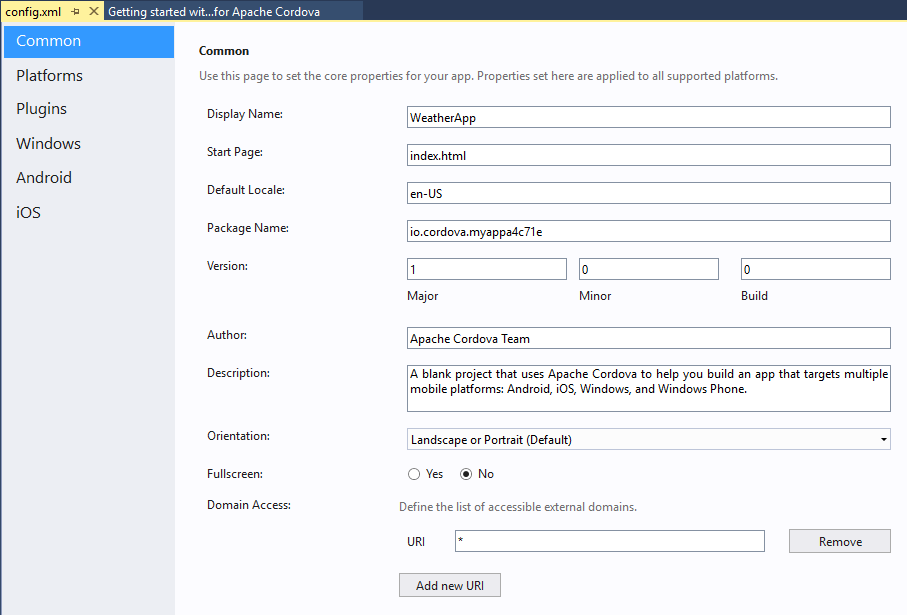 config.xml
Getting started wit...for Apache Cordova
Common
Platforms
Plugins
Windows
Android
iOS
Common
Use this page to set the core properties for your app. Properties set here are applied to all supported platforms.
Display Name:
WeatherApp
Start Page:
index.html
Default Locale:
en-US
Package Name:
io.cordova.myappa4c71e
Version:
1
0
0
Major
Minor
Build
Author:
Apache Cordova Team
Description:
A blank project that uses Apache Cordova to help you build an app that targets multiple
mobile platforms: Android, iOS, Windows, and Windows Phone.
Orientation:
Landscape or Portrait (Default)
Fullscreen:
Yes
No
Domain Access:
Define the list of accessible external domains.
URI
*
Remove
Add new URI